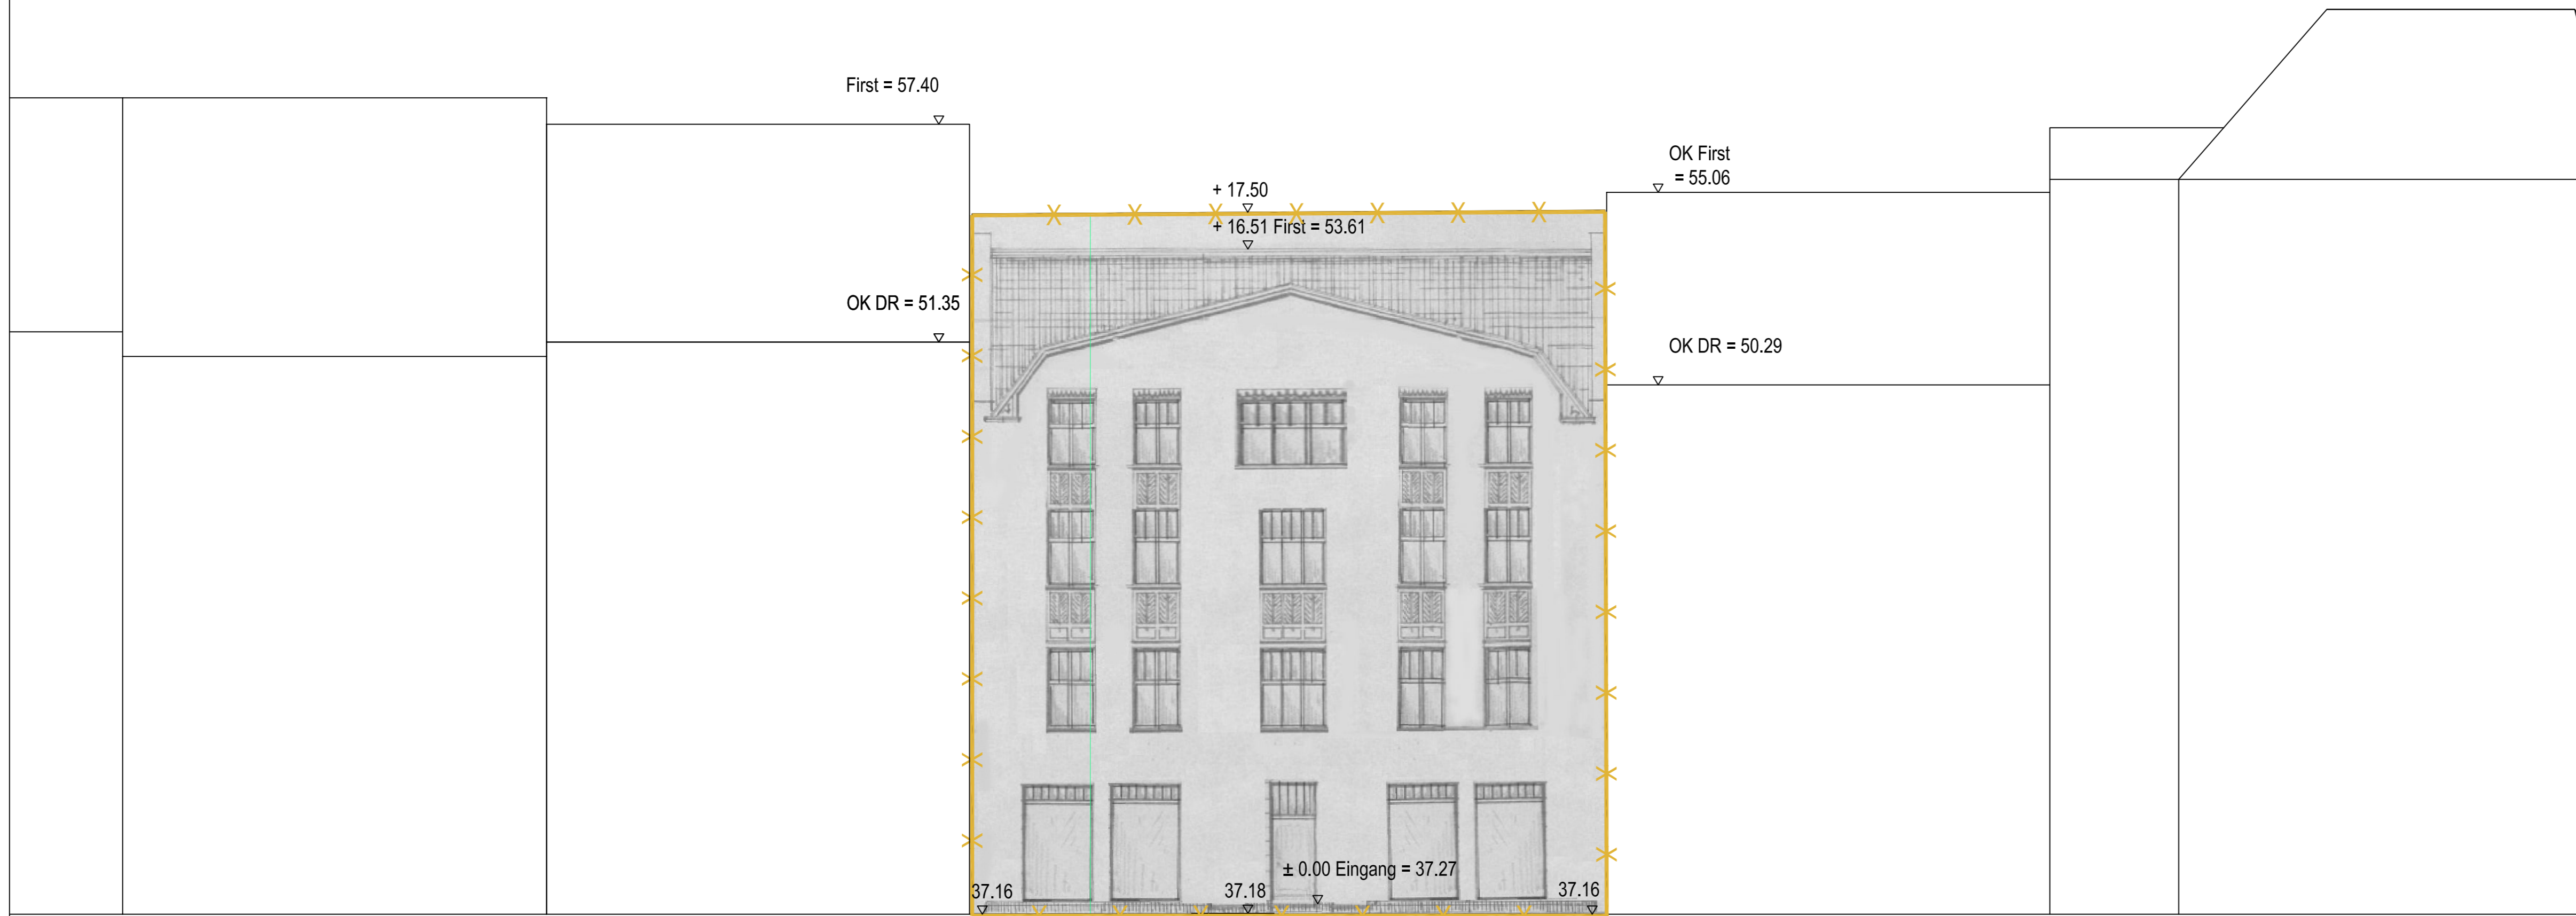 First = 57.40
OK First
= 55.06
+ 17.50
+ 16.51 First = 53.61
OK DR = 51.35
OK DR = 50.29
± 0.00 Eingang = 37.27
37.16
37.18
37.16